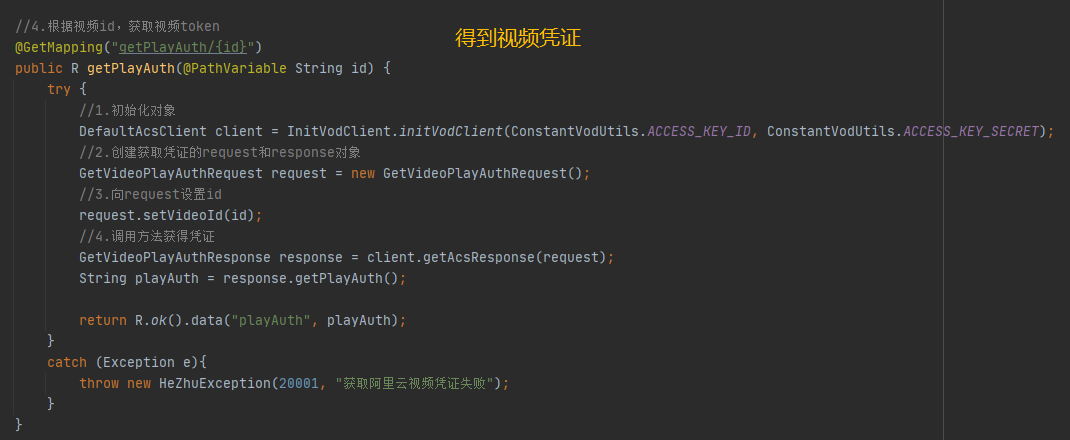 //4.根据视频id，获取视频token
得到视频凭证
@GetMapping("getPlayAuth/{id}")
public R getPlayAuth(@PathVariable String id) {
try {
//1.初始化对象
DefaultAcsClient client = InitVodClient.initVodClient(ConstantVodUtils.ACCESS_KEY_ID, ConstantVodUtils.ACCESS_KEY_SECRET);
//2.创建获取凭证的request和response对象
GetVideoPlayAuthRequest request = new GetVideoPlayAuthRequest();
//3.向request设置id
request.setVideoId(id);
//4.调用方法获得凭证
GetVideoPlayAuthResponse response = client.getAcsResponse(request);
String playAuth = response.getPlayAuth();
return R.ok().data("playAuth", playAuth);
}
catch (Exception e){
throw new HeZhuException(20001, "获取阿里云视频凭证失败");
}
}